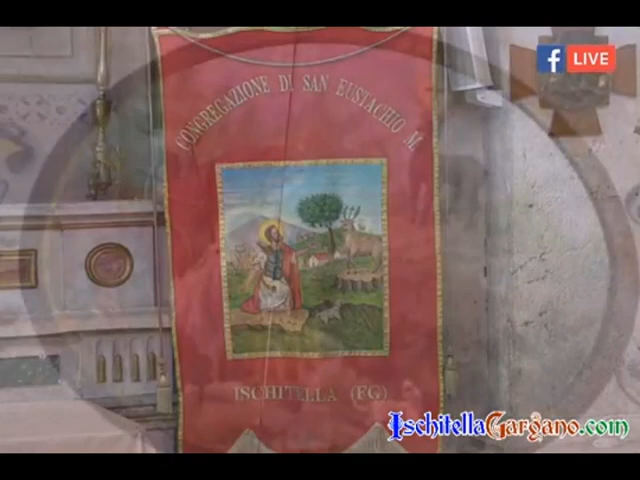 LIVE
CONGREGAZIONE DI SAN EUSTACHIO M.
ISCHITELLA (FG)
IschitellaGargano.com